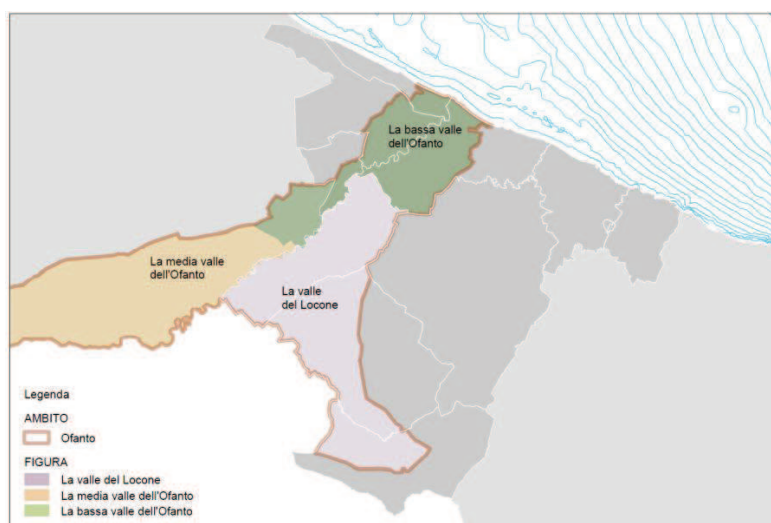 La bassa valle
dell'Ofanto
La media valle
dell'Ofanto
La valle
del Locone
Legenda
AMBITO
Ofanto
FIGURA
La valle del Locone
La media valle dell'Ofanto
La bassa valle dell'Ofanto